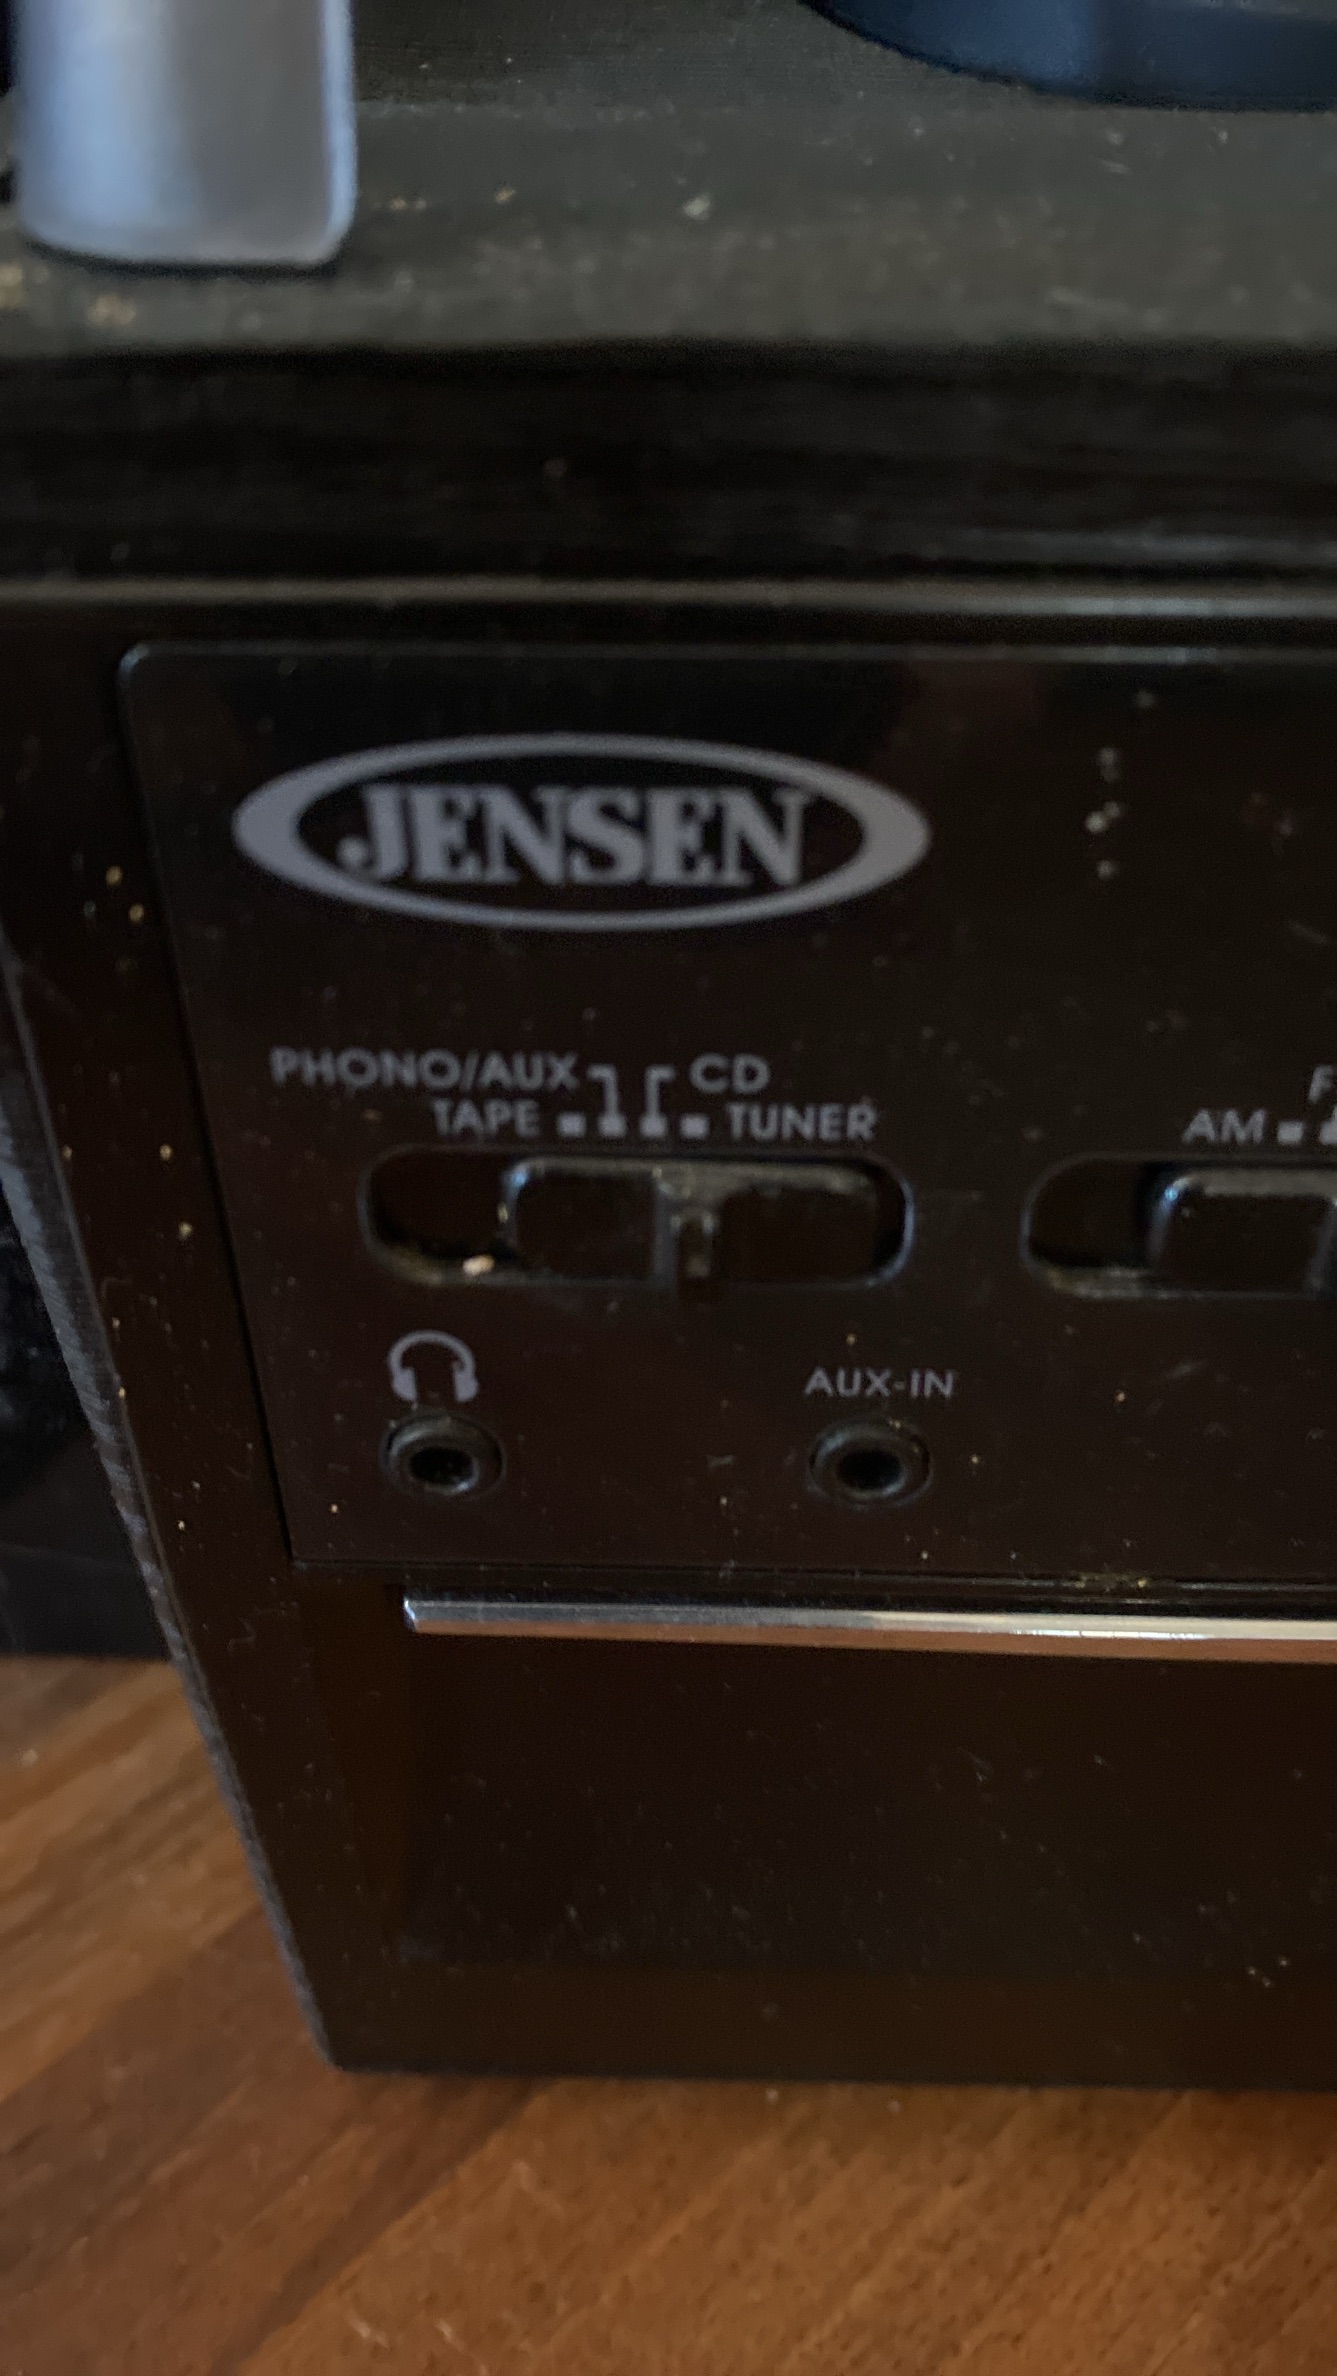 JENSEN
PHONO/AUX CD
TAPE TUNER
AM F
AUX-IN